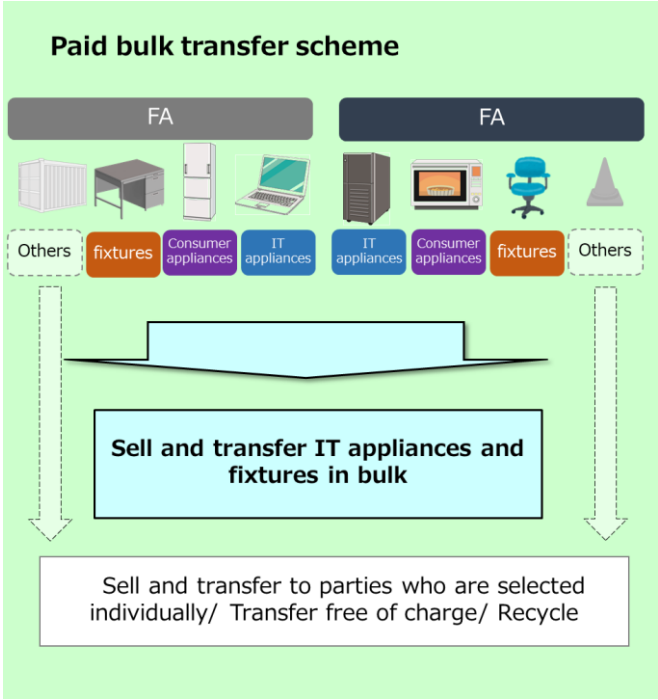 Paid bulk transfer scheme
FA
FA
Others
fixtures
Consumer
appliances
IT
appliances
IT
appliances
Consumer
appliances
fixtures
Others
Sell and transfer IT appliances and
fixtures in bulk
Sell and transfer to parties who are selected
individually/ Transfer free of charge/ Recycle